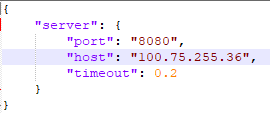 {
    "server": {
        "port": "8080",
        "host": "100.75.255.36",
        "timeout": 0.2
    }
}